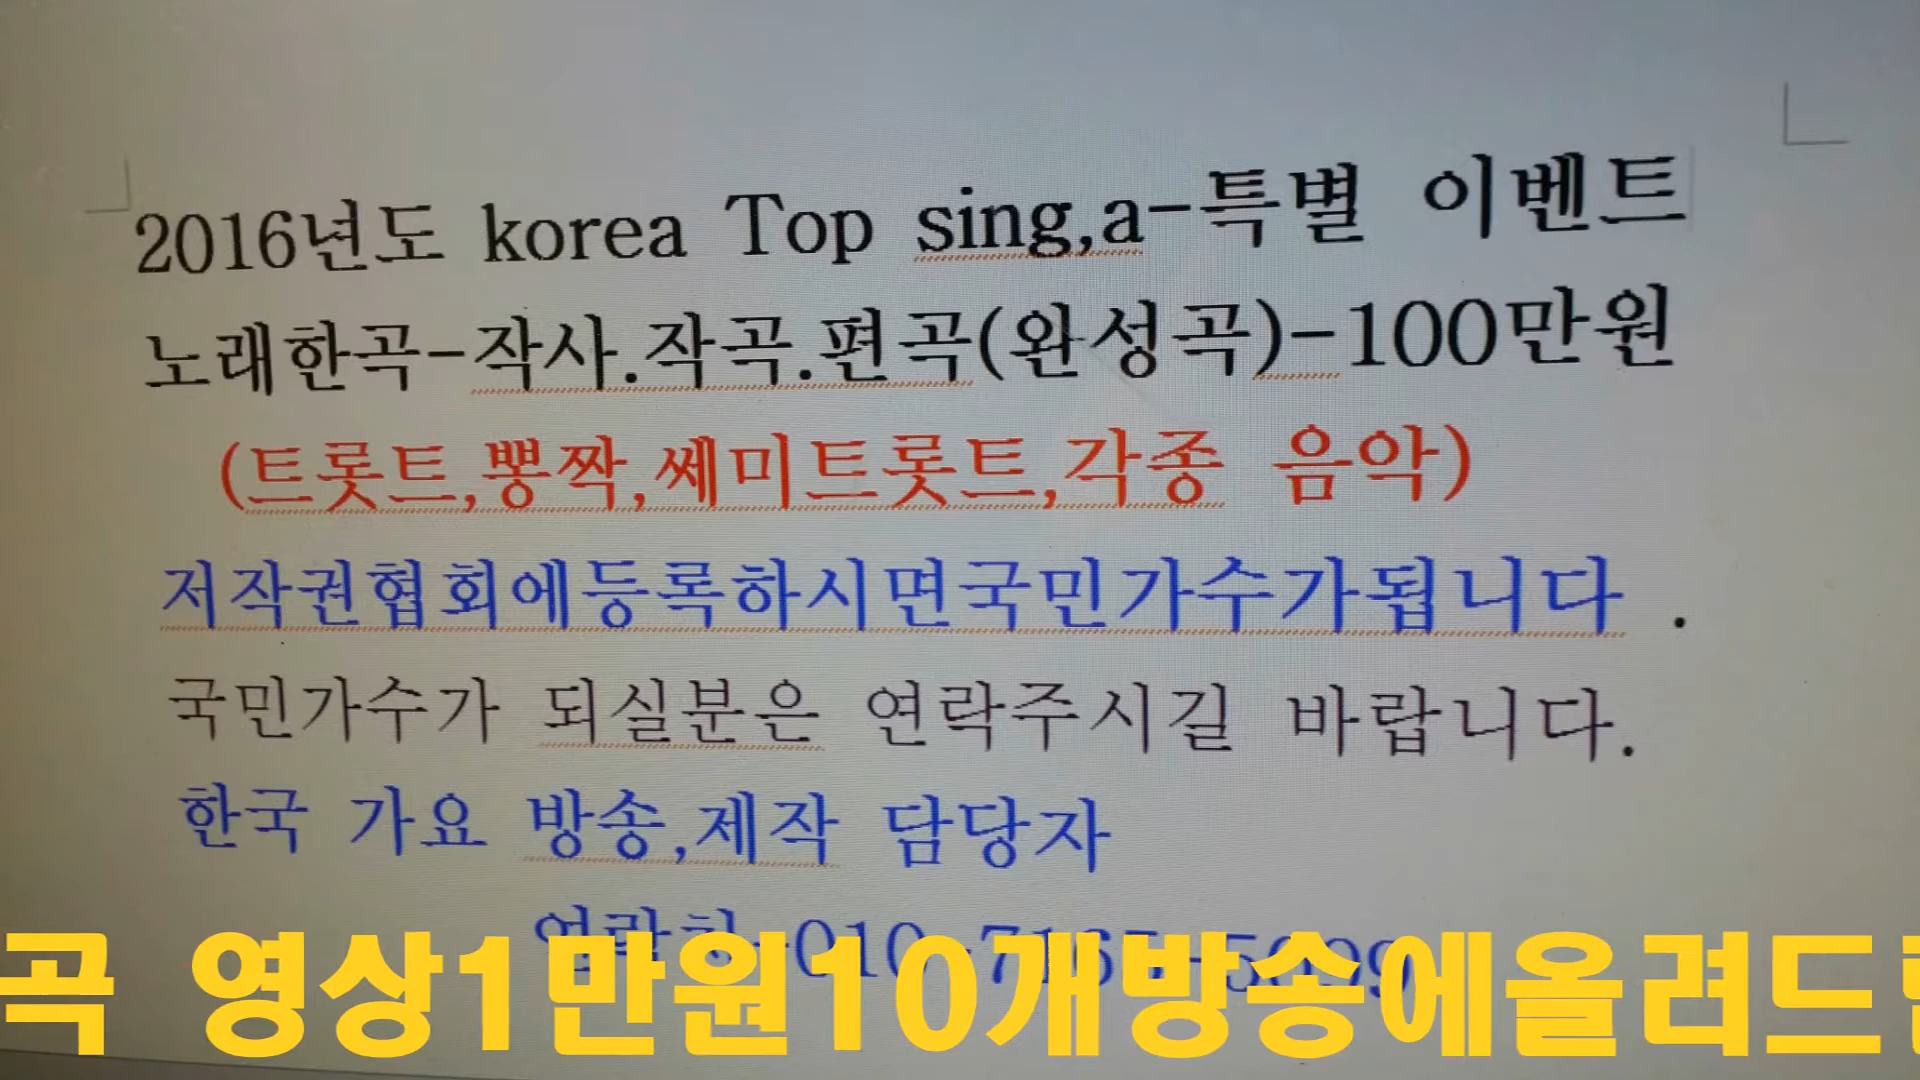 2016년도 korea Top sing,a-특별 이벤트
노래한곡-작사.작곡.편곡(완성곡)-100만원
(트롯트,뽕짝,쎄미트롯트,각종 음악)
저작권협회에등록하시면국민가수가됩니다 .
국민가수가 되실분은 연락주시길 바랍니다.
한국 가요 방송,제작 담당자
연락처-010-
곡 영상1만원10개방송에올려드